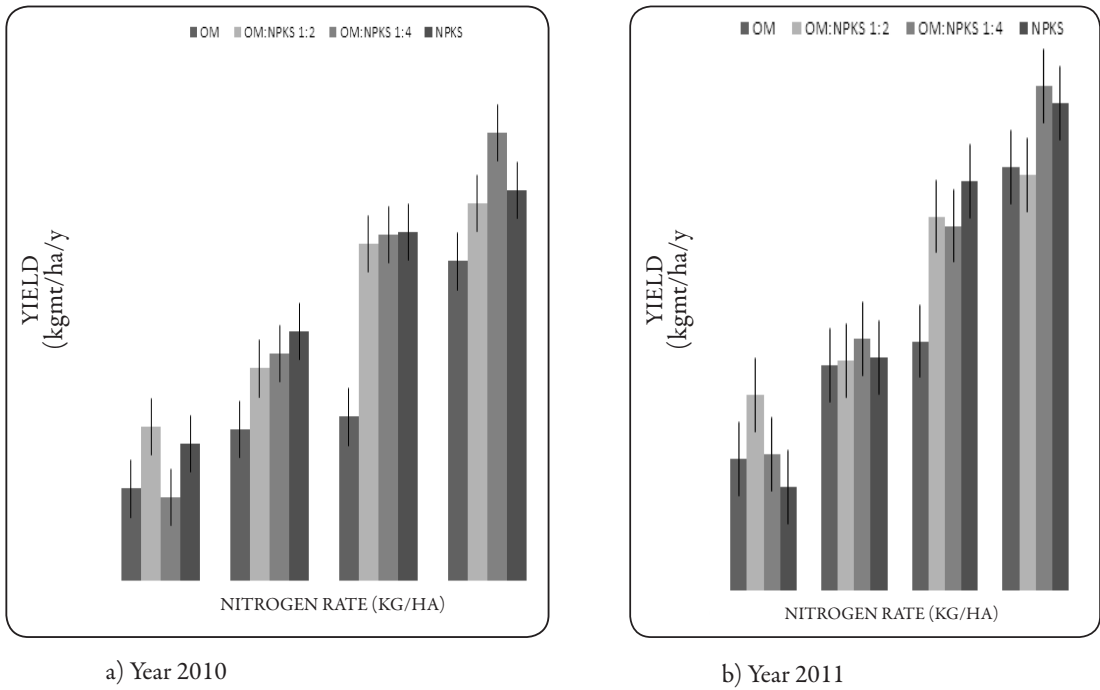 OM OM:NPKS 1:2 OM:NPKS 1:4 NPKS
YIELD
(kgmt/ha/y
NITROGEN RATE (KG/HA)
a) Year 2010
OM OM:NPKS 1:2 OM:NPKS 1:4 NPKS
YIELD
(kgmt/ha/y
NITROGEN RATE (KG/HA)
b) Year 2011